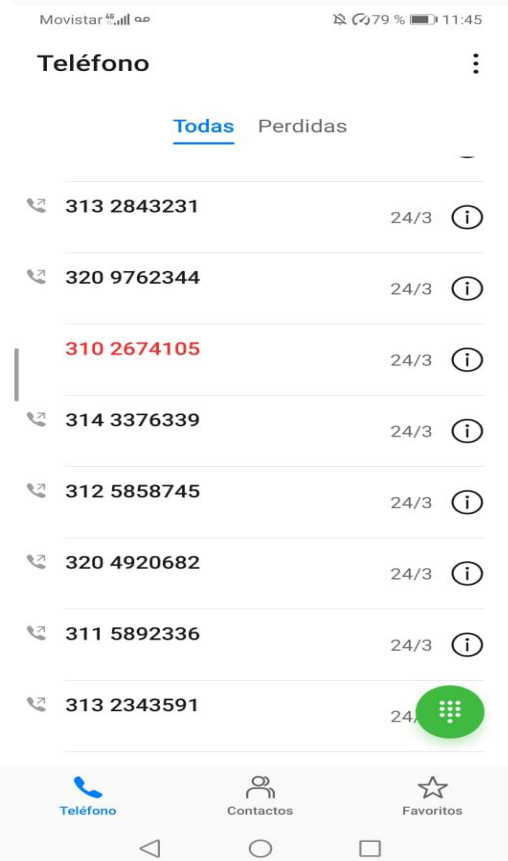 Movistar 46 79 % 11:45
Teléfono
Todas Perdidas
313 2843231 24/3
320 9762344 24/3
310 2674105 24/3
314 3376339 24/3
312 5858745 24/3
320 4920682 24/3
311 5892336 24/3
313 2343591 24/
Teléfono Contactos Favoritos